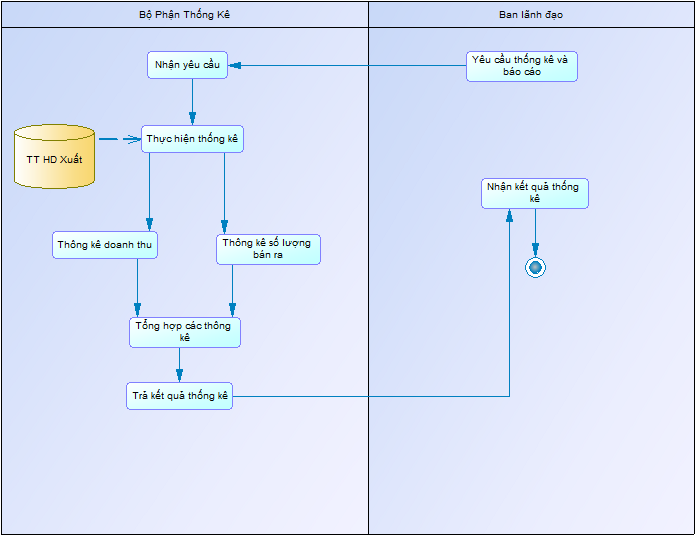 Bộ Phận Thống Kê
Ban lãnh đạo
Nhận yêu cầu
Yêu cầu thống kê và
báo cáo
TT HD Xuất
Thực hiện thống kê
Nhận kết quả thống
kê
Thông kê doanh thu
Thông kê số lượng
bán ra
Tổng hợp các thông
kê
Trả kết quả thống kê